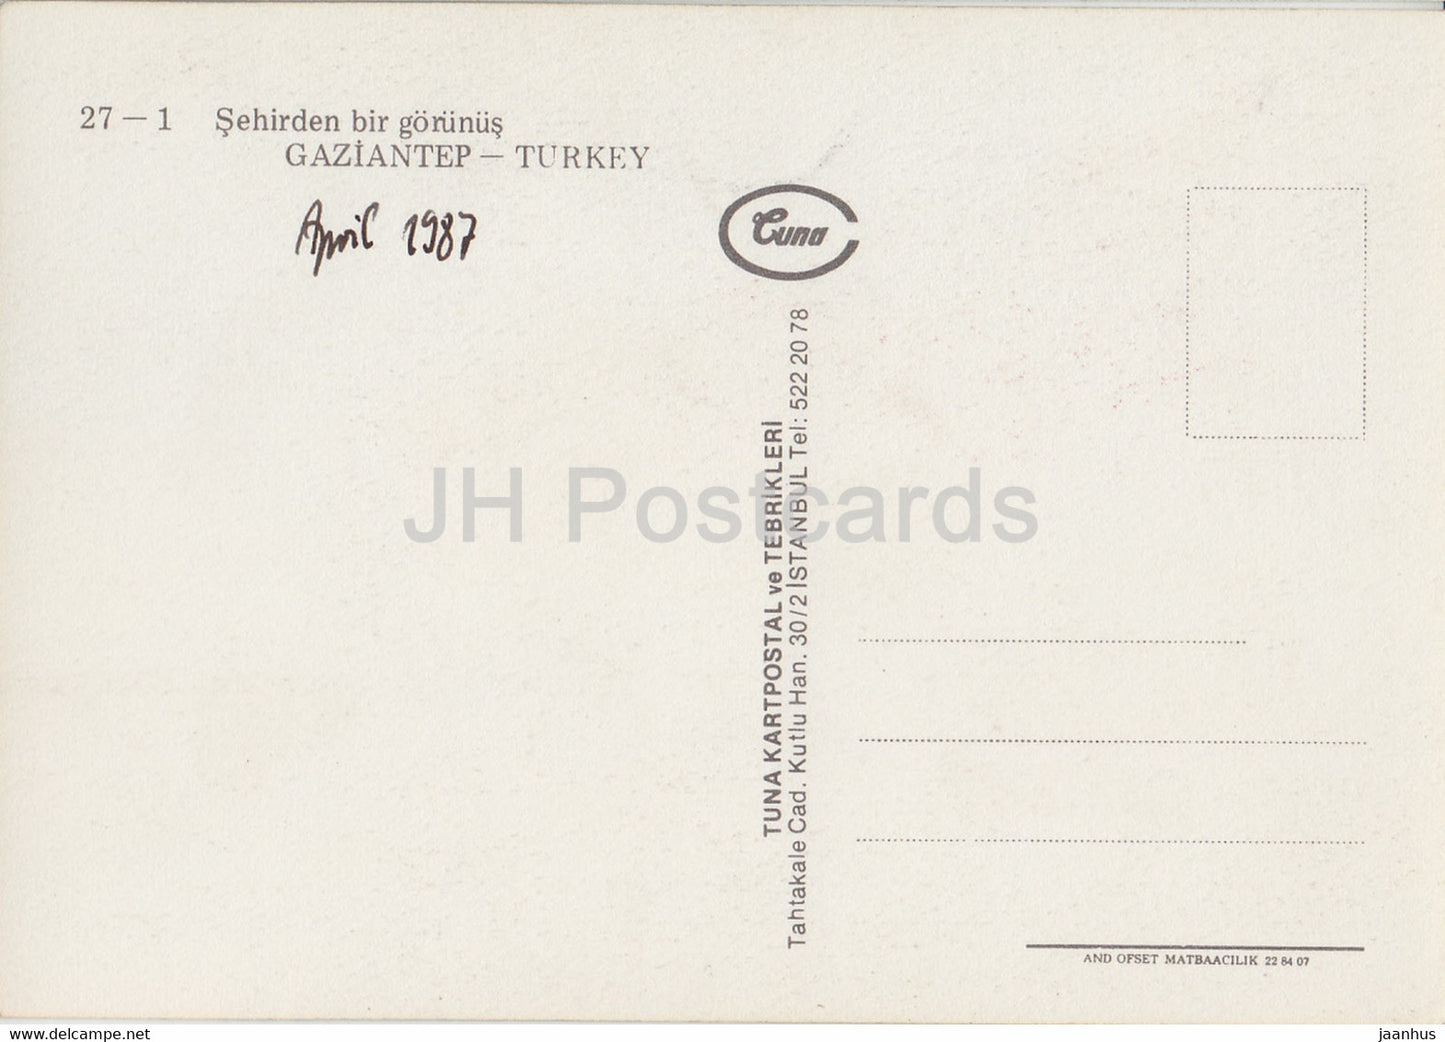 27 — 1 Şehirden bir görünüş
GAZİANTEP — TURKEY
April 1987
Tuna
TUNA KARTPOSTAL ve TEBRİKLERİ
Tahtakale Cad. Kutlu Han. 30/2 İSTANBUL Tel: 522 20 78
JH Postcards
AND OFSET MATBAACILIK 22 84 07
www.delcampe.net
jaanhus